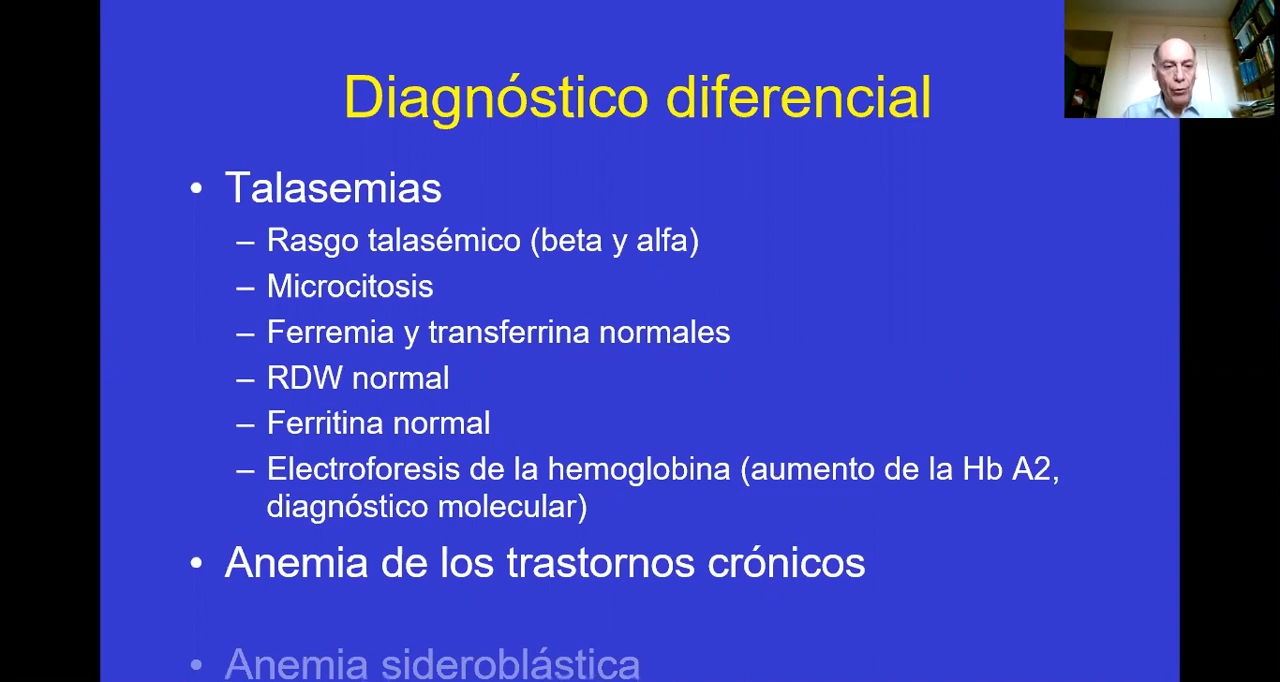 Diagnóstico diferencial
• Talasemias
– Rasgo talasémico (beta y alfa)
– Microcitosis
– Ferremia y transferrina normales
– RDW normal
– Ferritina normal
– Electroforesis de la hemoglobina (aumento de la Hb A2,
diagnóstico molecular)
• Anemia de los trastornos crónicos
• Anemia sideroblástica